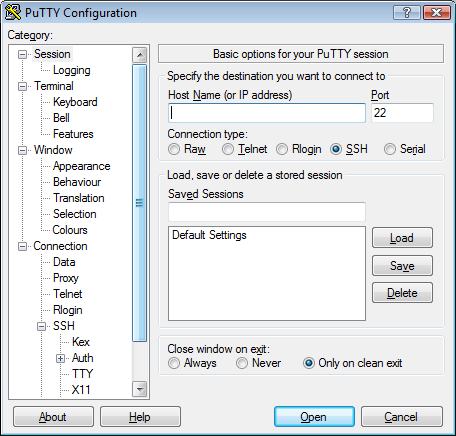 PuTTY Configuration
Category:
Session
Logging
Terminal
Keyboard
Bell
Features
Window
Appearance
Behaviour
Translation
Selection
Colours
Connection
Data
Proxy
Telnet
Rlogin
SSH
Kex
Auth
TTY
X11
Basic options for your PuTTY session
Specify the destination you want to connect to
Host Name (or IP address) Port
22
Connection type:
Raw Telnet Rlogin SSH Serial
Load, save or delete a stored session
Saved Sessions
Default Settings
Load
Save
Delete
Close window on exit:
Always Never Only on clean exit
About Help Open Cancel